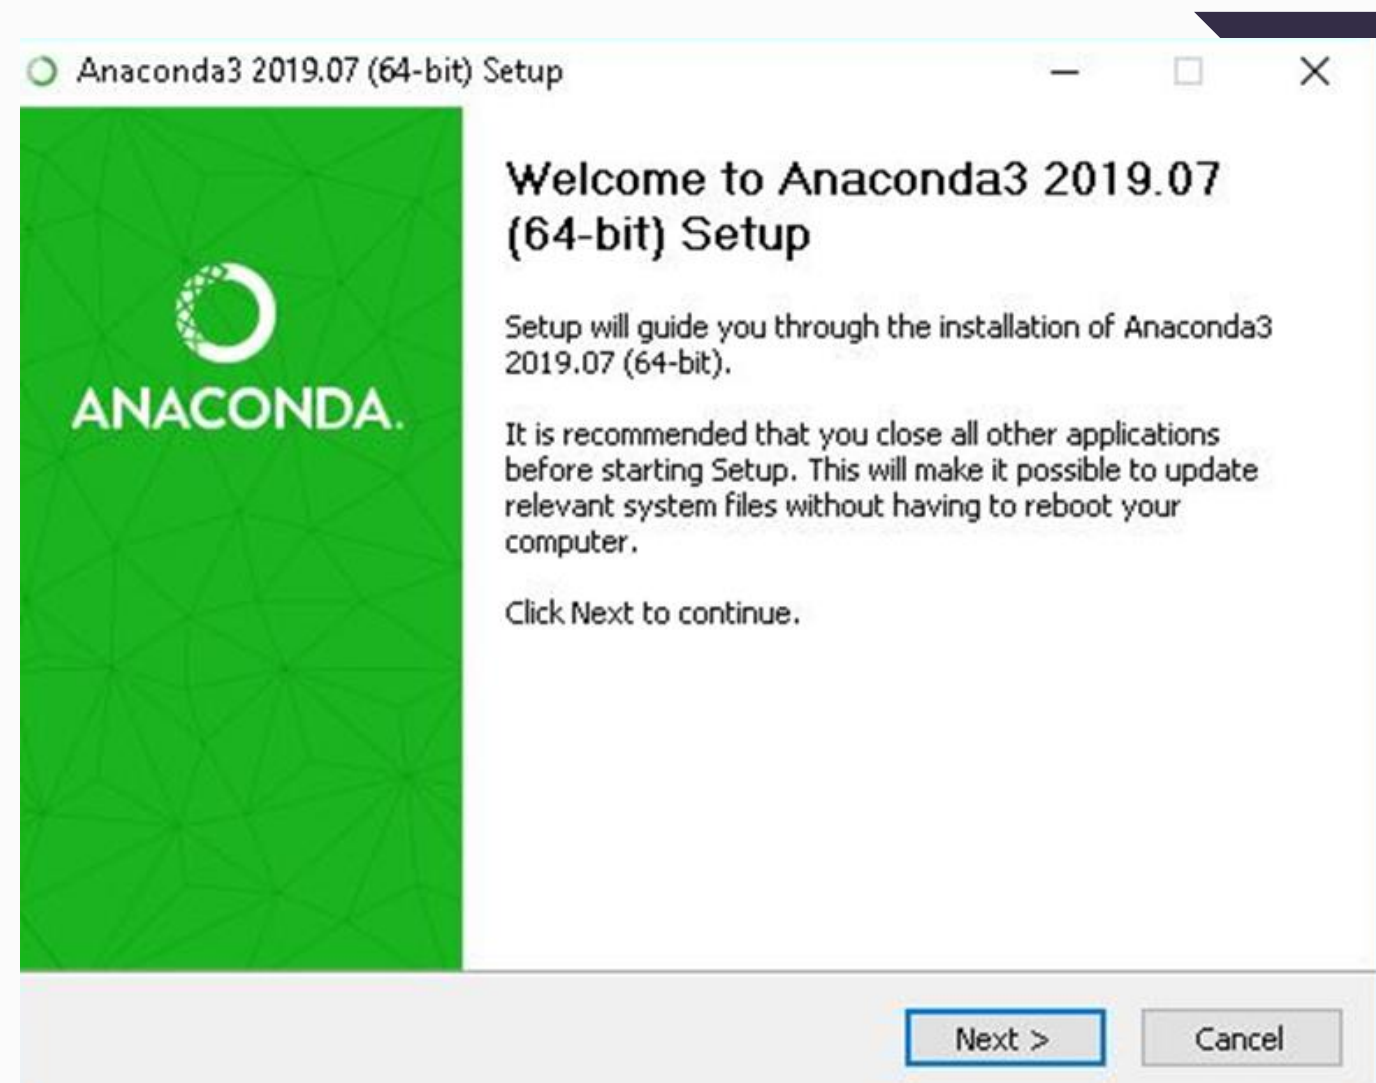 Anaconda3 2019.07 (64-bit) Setup
ANACONDA.
Welcome to Anaconda3 2019.07
(64-bit) Setup
Setup will guide you through the installation of Anaconda3
2019.07 (64-bit).
It is recommended that you close all other applications
before starting Setup. This will make it possible to update
relevant system files without having to reboot your
computer.
Click Next to continue.
Next >
Cancel